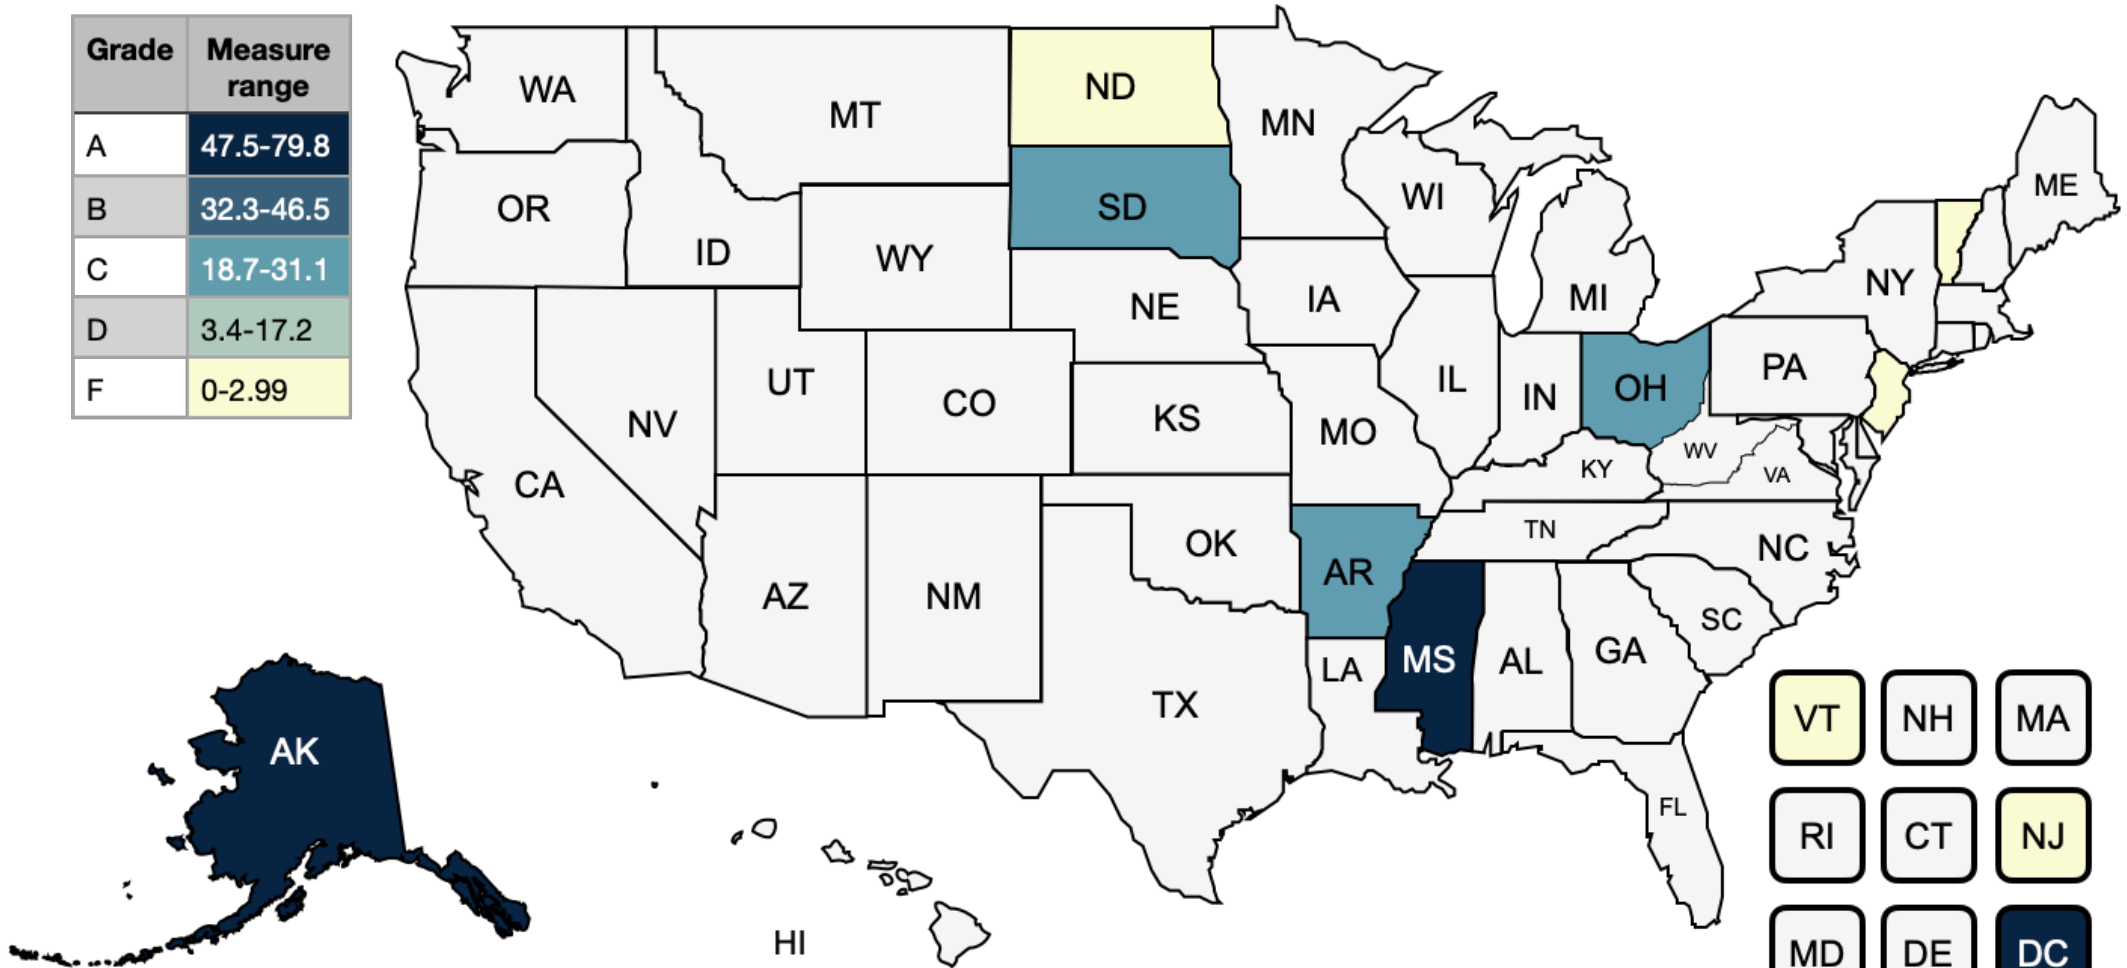 Grade Measure range
A 47.5-79.8
B 32.3-46.5
C 18.7-31.1
D 3.4-17.2
F 0-2.99
WA
MT
ND
MN
ME
OR
ID
WY
SD
WI
MI
NY
NE
IA
NV
UT
CO
KS
MO
IL
IN
OH
PA
CA
WV
KY
VA
AZ
NM
OK
AR
TN
NC
TX
LA
MS
AL
GA
SC
FL
AK
HI
VT NH MA
RI CT NJ
MD DE DC